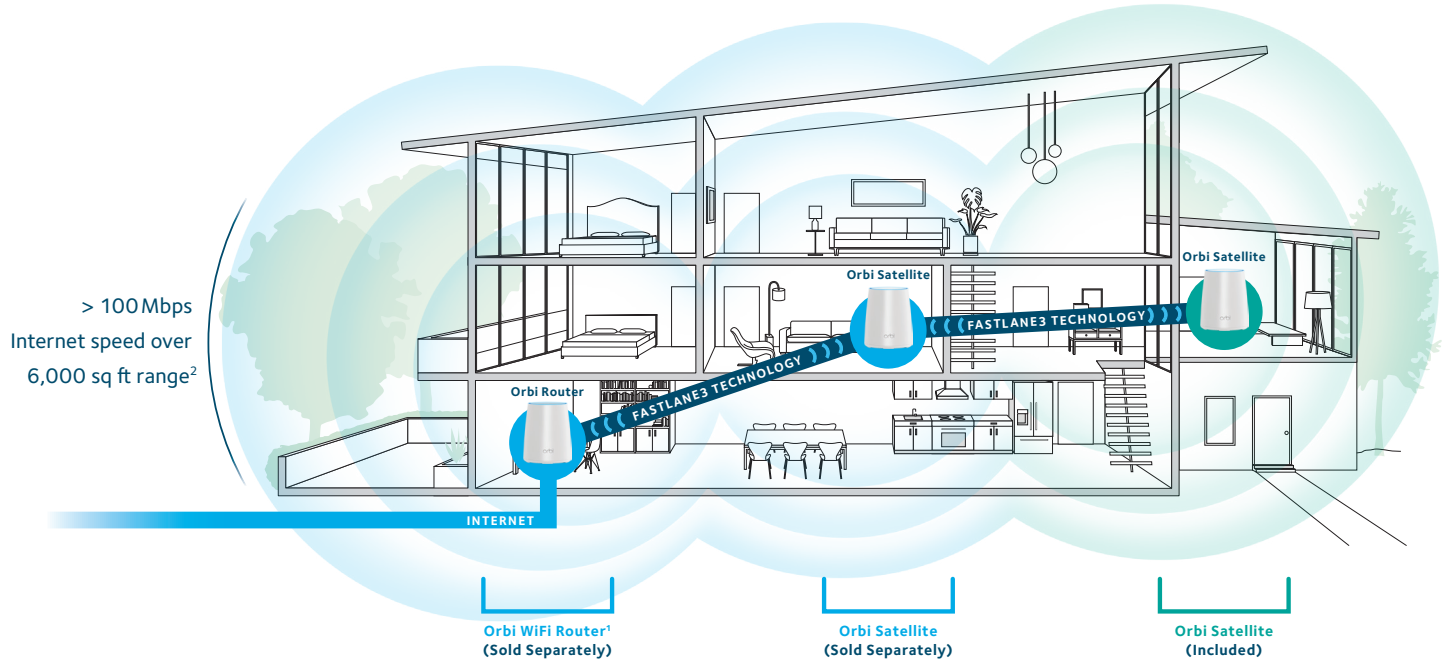 > 100 Mbps
Internet speed over
6,000 sq ft range²
Orbi Router
FASTLANE3 TECHNOLOGY
Orbi Satellite
FASTLANE3 TECHNOLOGY
Orbi Satellite
INTERNET
Orbi WiFi Router¹
(Sold Separately)
Orbi Satellite
(Sold Separately)
Orbi Satellite
(Included)